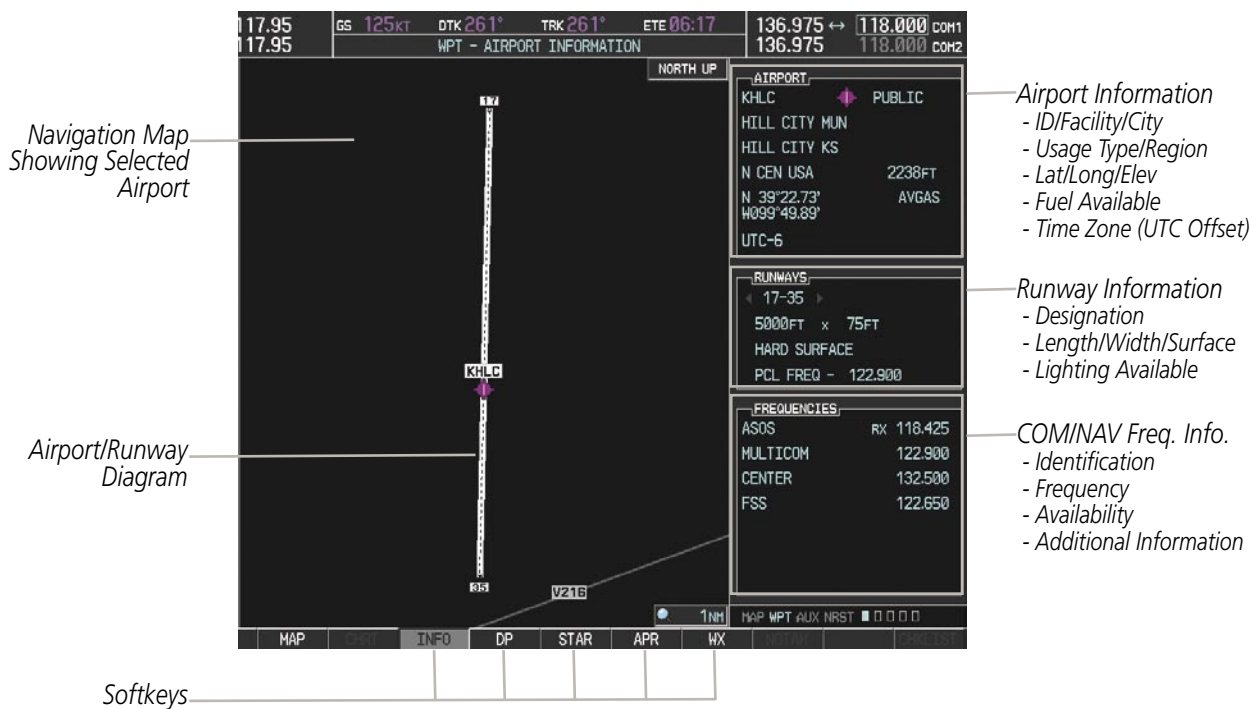 117.95 GS 125KT DTK 261° TRK 261° ETE 06:17 136.975 ↔ 118.000 COM1
117.95 WPT - AIRPORT INFORMATION 136.975 118.000 COM2
NORTH UP
17
KHLC
35
V216
1NM
AIRPORT
KHLC PUBLIC
HILL CITY MUN
HILL CITY KS
N CEN USA 2238FT
N 39°22.73' AVGAS
W099°49.89'
UTC-6
RUNWAYS
17-35
5000FT x 75FT
HARD SURFACE
PCL FREQ - 122.900
FREQUENCIES
ASOS RX 118.425
MULTICOM 122.900
CENTER 132.500
FSS 122.650
MAP WPT AUX NRST
MAP CHRT INFO DP STAR APR WX NOTAM CHKLIST
Navigation Map
Showing Selected
Airport
Airport/Runway
Diagram
Softkeys
Airport Information
- ID/Facility/City
- Usage Type/Region
- Lat/Long/Elev
- Fuel Available
- Time Zone (UTC Offset)
Runway Information
- Designation
- Length/Width/Surface
- Lighting Available
COM/NAV Freq. Info.
- Identification
- Frequency
- Availability
- Additional Information